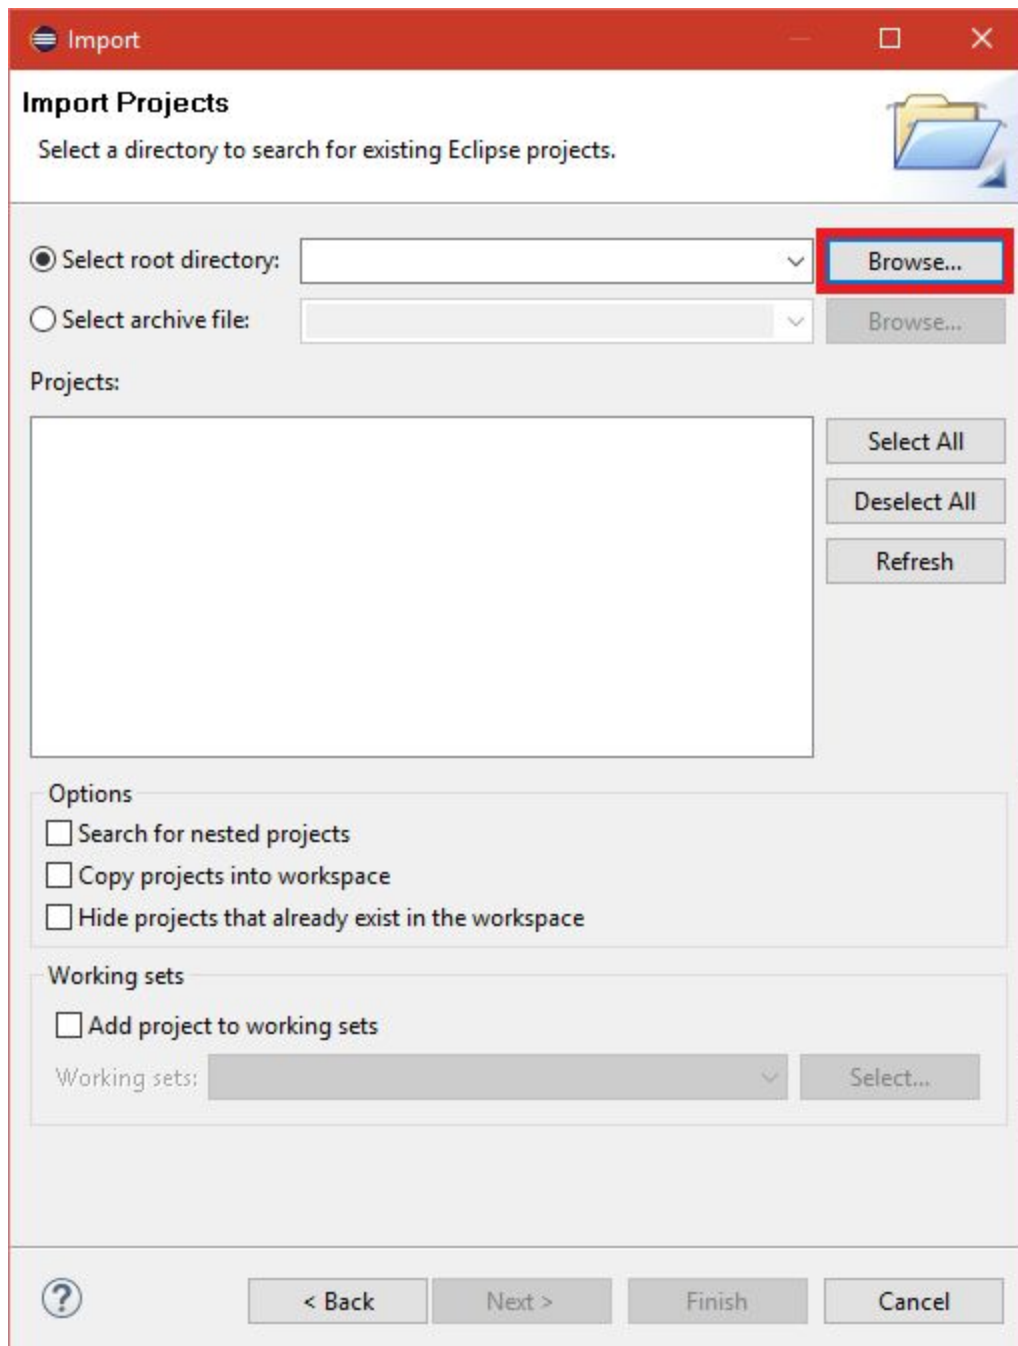 Import
Import Projects
Select a directory to search for existing Eclipse projects.
Select root directory: Browse...
Select archive file: Browse...
Projects:
Select All
Deselect All
Refresh
Options
Search for nested projects
Copy projects into workspace
Hide projects that already exist in the workspace
Working sets
Add project to working sets
Working sets: Select...
? < Back Next > Finish Cancel